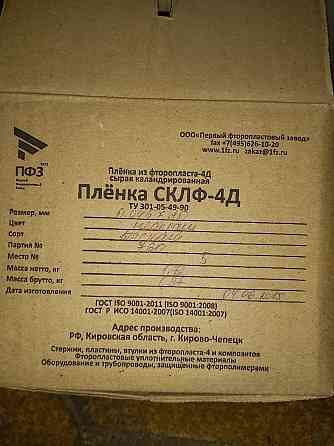 ПФЗ
ООО«Первый фторопластовый завод»
fax +7(495)626-10-20
www.1fz.ru zakaz@1fz.ru
Плёнка из фторопласта-4Д
сырая каландрированная
Плёнка СКЛФ-4Д
ТУ 301-05-49-90
Размер, мм
Цвет
Сорт
Партия №
Место № 5
Масса нетто, кг
Масса брутто, кг
Дата изготовления
ГОСТ ISO 9001-2011 (ISO 9001:2008)
ГОСТ Р ИСО 14001-2007(ISO 14001:2007)
Адрес производства:
РФ, Кировская область, г. Кирово-Чепецк
Стержни, пластины, втулки из фторопласта-4 и композитов
Фторопластовые уплотнительные материалы
Оборудование и трубопроводы, защищенные фторполимерами